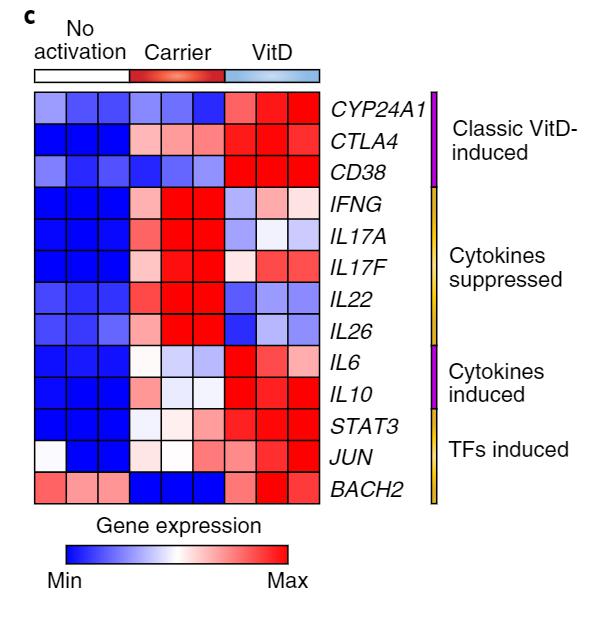 c
No
activation
Carrier
VitD
CYP24A1
CTLA4
CD38
IFNG
IL17A
IL17F
IL22
IL26
IL6
IL10
STAT3
JUN
BACH2
Classic VitD-
induced
Cytokines
suppressed
Cytokines
induced
TFs induced
Gene expression
Min
Max